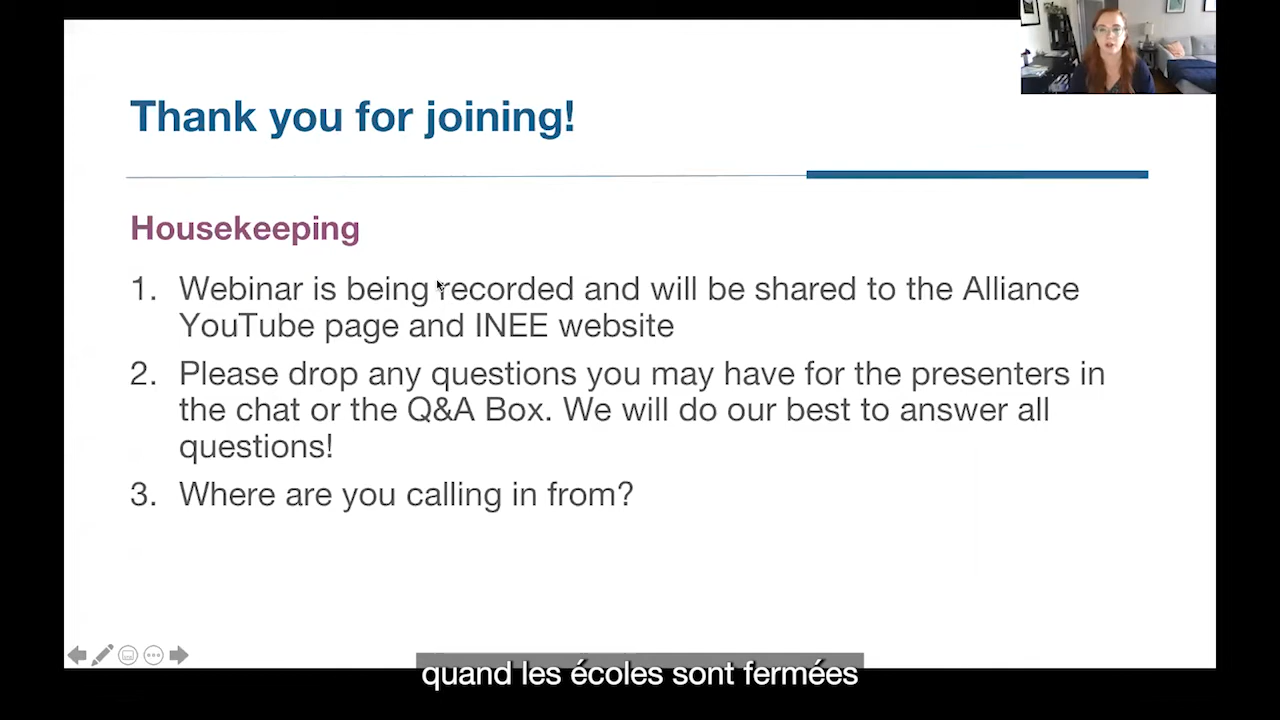 Thank you for joining!
Housekeeping
1. Webinar is being recorded and will be shared to the Alliance
YouTube page and INEE website
2. Please drop any questions you may have for the presenters in
the chat or the Q&A Box. We will do our best to answer all
questions!
3. Where are you calling in from?
quand les écoles sont fermées